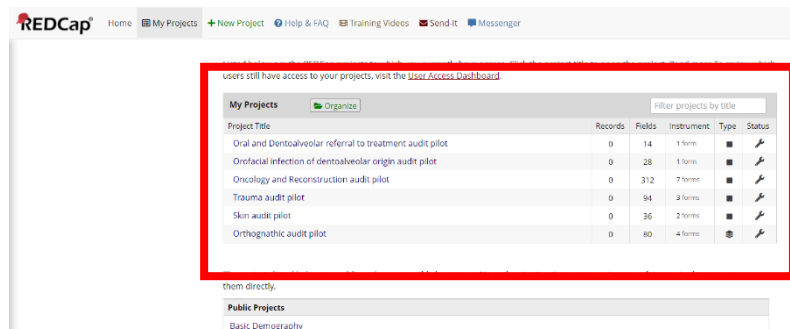 REDCap® Home My Projects + New Project Help & FAQ Training Videos Send-It Messenger
users still have access to your projects, visit the User Access Dashboard.
My Projects Organize Filter projects by title
Project Title Records Fields Instrument Type Status
Oral and Dentoalveolar referral to treatment audit pilot 0 14 1 form
Orofacial infection of dentoalveolar origin audit pilot 0 28 1 form
Oncology and Reconstruction audit pilot 0 312 7 forms
Trauma audit pilot 0 94 3 forms
Skin audit pilot 0 36 2 forms
Orthognathic audit pilot 0 80 4 forms
them directly.
Public Projects
Basic Demography